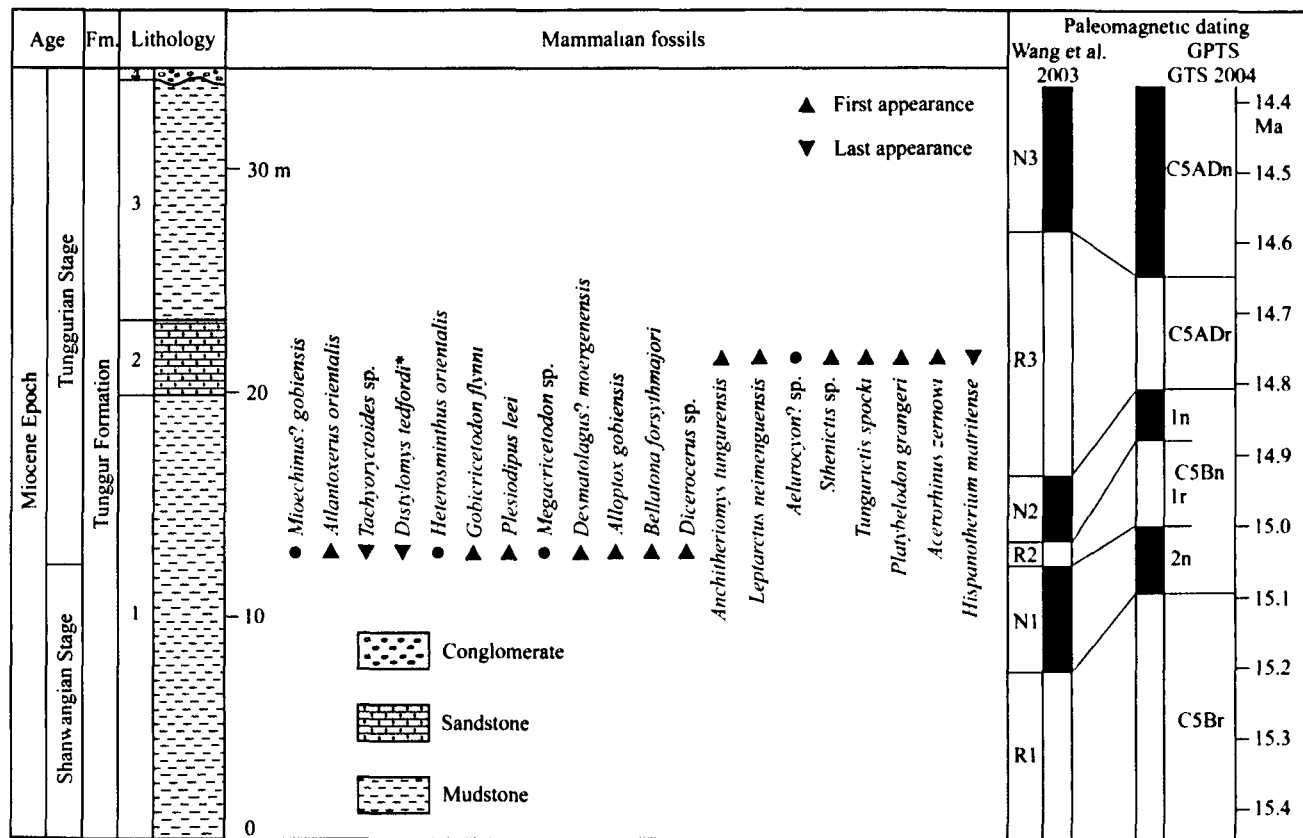 Age
Fm.
Lithology
Mammalian fossils
Paleomagnetic dating
Wang et al.
2003
GPTS
GTS 2004
Miocene Epoch
Tunggurian Stage
Shanwangian Stage
Tunggur Formation
4
3
2
1
30 m
20
10
0
▲ First appearance
▼ Last appearance
Mioechinus? gobiensis
Atlantoxerus orientalis
Tachyoryctoides sp.
Distylomys tedfordi*
Heterosminthus orientalis
Gobicricetodon flynni
Plesiodipus leei
Megacricetodon sp.
Desmatolagus? moergenensis
Alloptox gobiensis
Bellatona forsythmajori
Dicrocerus sp.
Anchitheriomys tungurensis
Leptarctus neimenguensis
Aelurocyon? sp.
Sthenictis sp.
Tungurictis spocki
Platybelodon grangeri
Acerorhinus zernowi
Hispanotherium matritense
Conglomerate
Sandstone
Mudstone
N3
R3
N2
R2
N1
R1
C5ADn
C5ADr
1n
C5Bn
1r
2n
C5Br
14.4
Ma
14.5
14.6
14.7
14.8
14.9
15.0
15.1
15.2
15.3
15.4